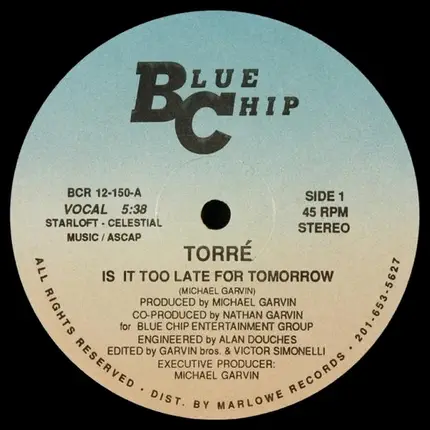 BLUE
CHIP
BCR 12-150-A
VOCAL 5:38
STARLOFT - CELESTIAL
MUSIC / ASCAP
SIDE 1
45 RPM
STEREO
TORRÉ
IS IT TOO LATE FOR TOMORROW
(MICHAEL GARVIN)
PRODUCED by MICHAEL GARVIN
CO-PRODUCED by NATHAN GARVIN
for BLUE CHIP ENTERTAINMENT GROUP
ENGINEERED by ALAN DOUCHES
EDITED by GARVIN bros. & VICTOR SIMONELLI
EXECUTIVE PRODUCER:
MICHAEL GARVIN
ALL RIGHTS RESERVED • DIST. BY MARLOWE RECORDS • 201-653-5627